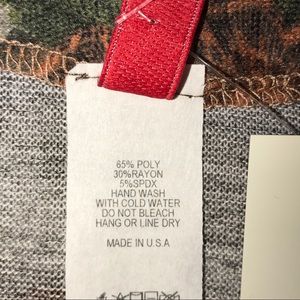 65% POLY
30%RAYON
5%SPDX
HAND WASH
WITH COLD WATER
DO NOT BLEACH
HANG OR LINE DRY
MADE IN U.S.A